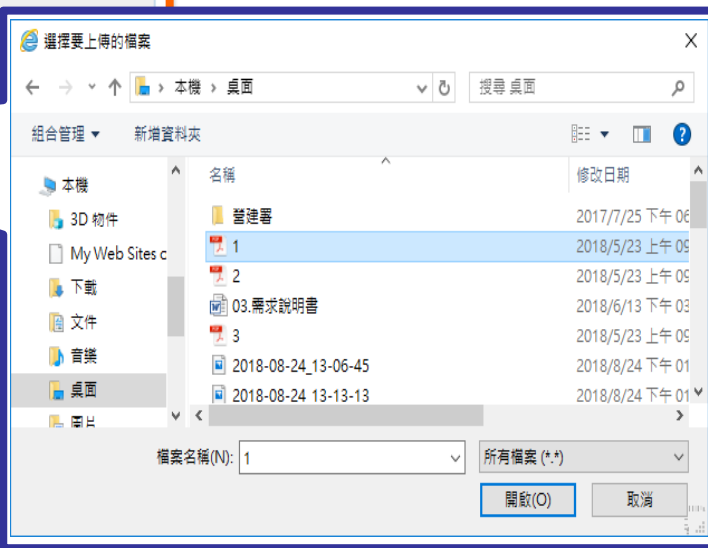 選擇要上傳的檔案
本機 › 桌面
搜尋 桌面
組合管理 新增資料夾
名稱 修改日期
本機
3D 物件
My Web Sites c
下載
文件
音樂
桌面
圖片
營建署 2017/7/25 下午 06
1 2018/5/23 上午 09
2 2018/5/23 上午 09
03.需求說明書 2018/6/13 下午 03
3 2018/5/23 上午 09
2018-08-24_13-06-45 2018/8/24 下午 01
2018-08-24 13-13-13 2018/8/24 下午 01
檔案名稱(N): 1 所有檔案 (*.*)
開啟(O) 取消